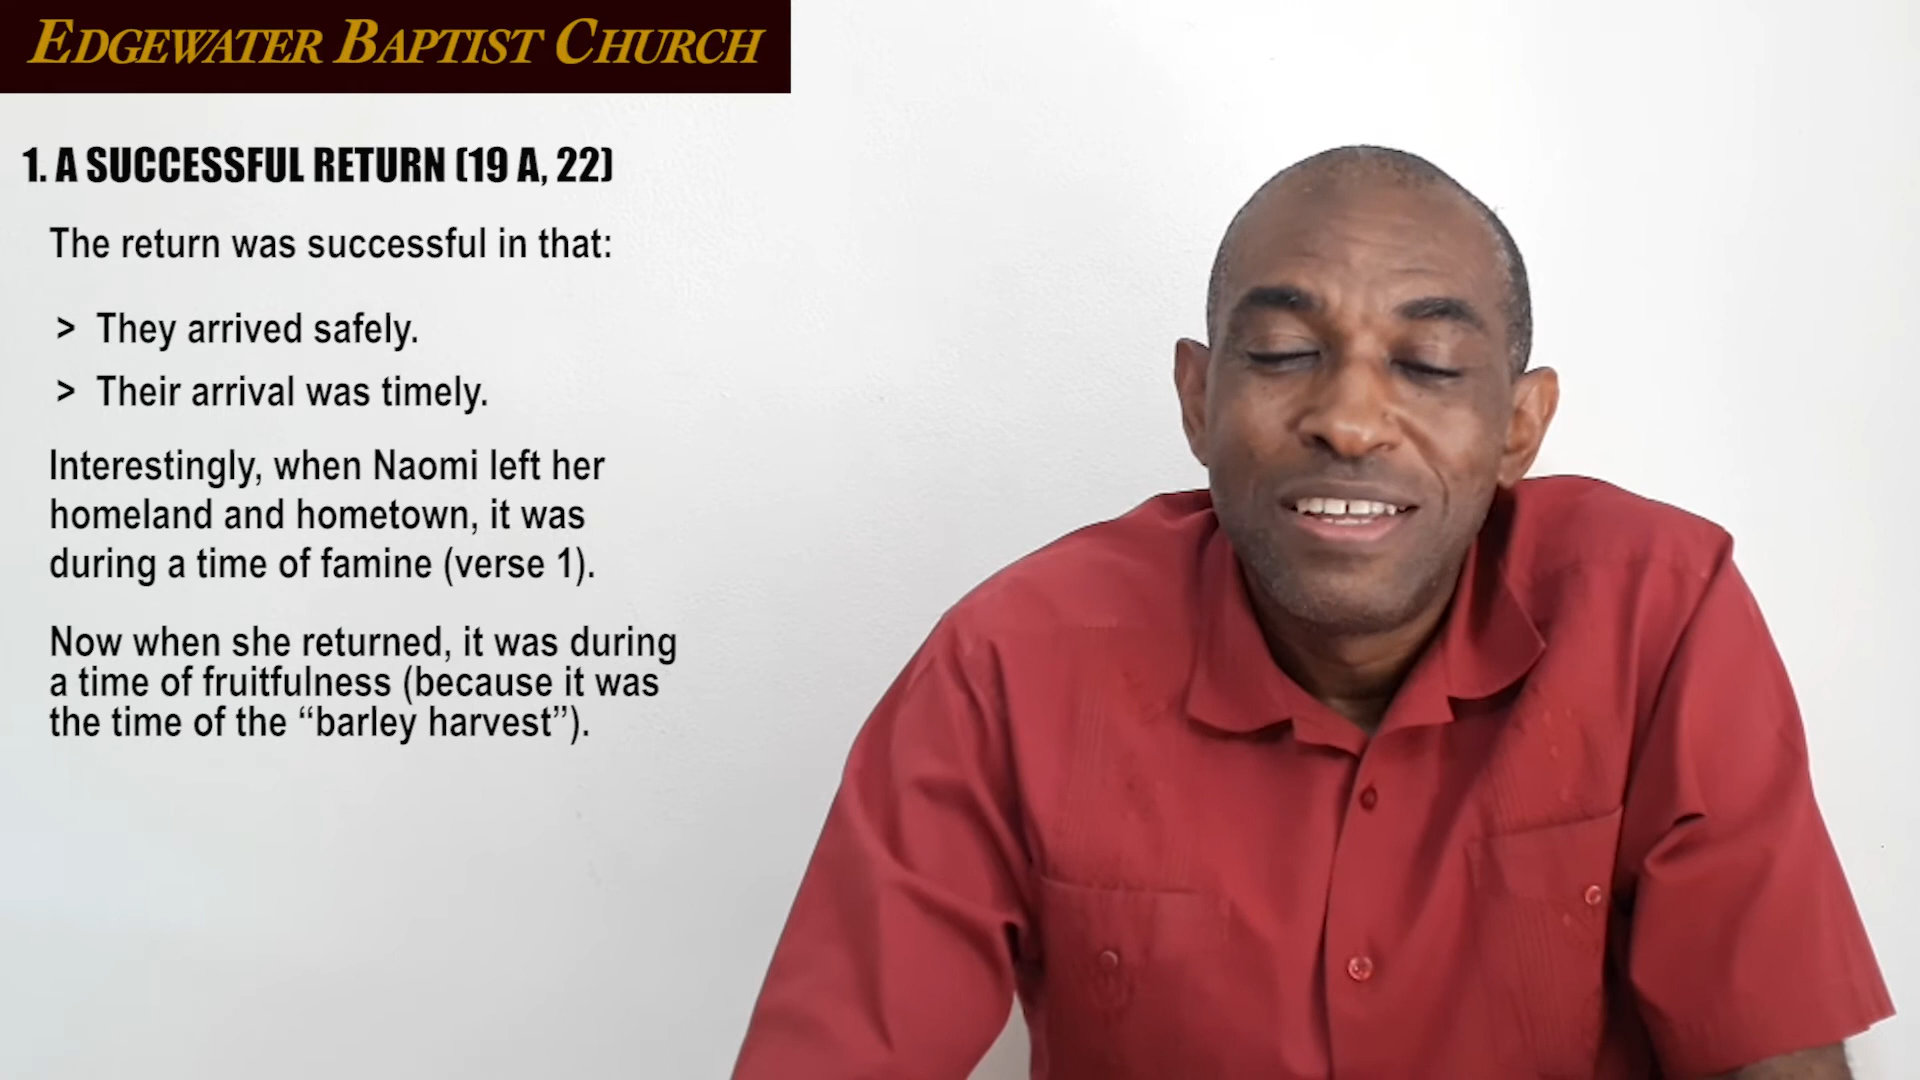 EDGEWATER BAPTIST CHURCH
1. A SUCCESSFUL RETURN (19 A, 22)
The return was successful in that:
> They arrived safely.
> Their arrival was timely.
Interestingly, when Naomi left her
homeland and hometown, it was
during a time of famine (verse 1).
Now when she returned, it was during
a time of fruitfulness (because it was
the time of the “barley harvest”).